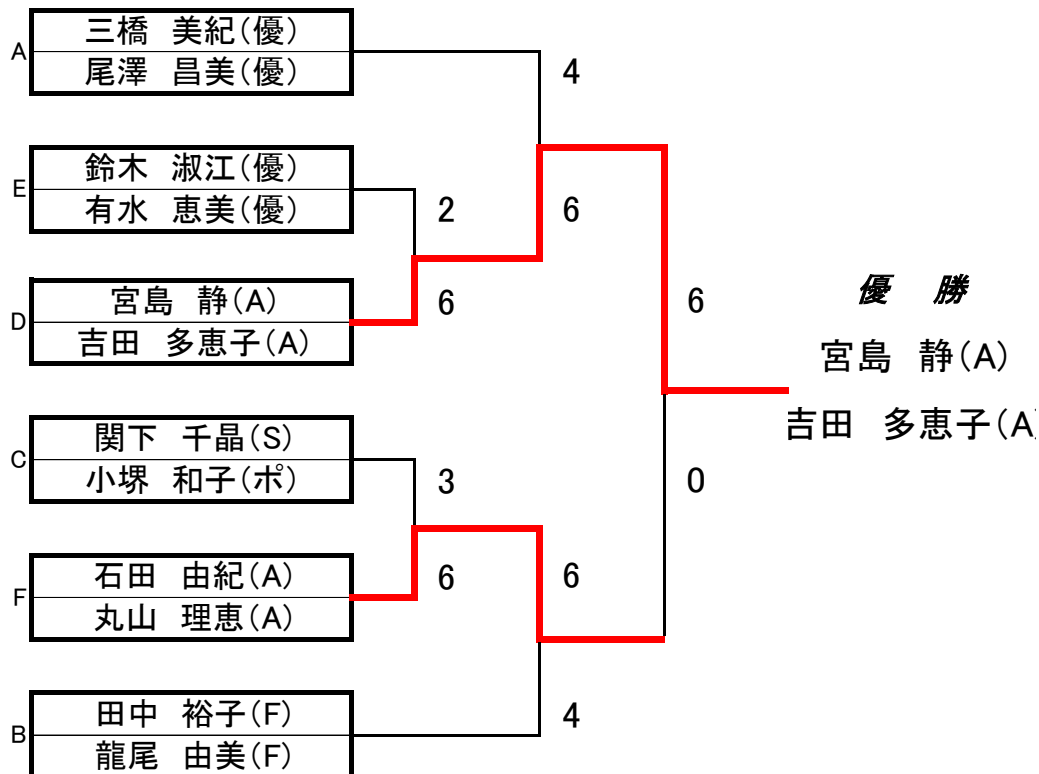 A
三橋 美紀(優)
尾澤 昌美(優)
4
E
鈴木 淑江(優)
有水 恵美(優)
2
6
D
宮島 静(A)
吉田 多恵子(A)
6
6
優 勝
宮島 静(A)
吉田 多恵子(A)
C
関下 千晶(S)
小堺 和子(ポ)
3
0
F
石田 由紀(A)
丸山 理恵(A)
6
6
B
田中 裕子(F)
龍尾 由美(F)
4